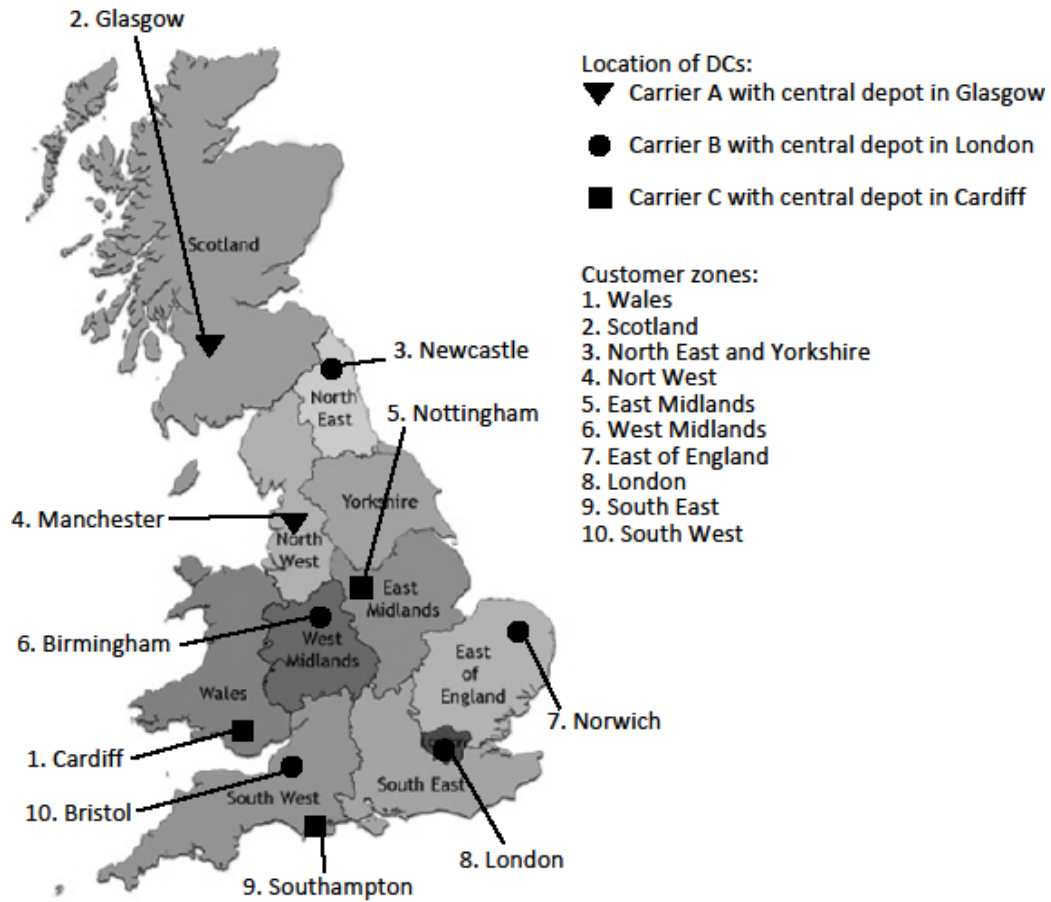 2. Glasgow
Location of DCs:
Carrier A with central depot in Glasgow
Carrier B with central depot in London
Carrier C with central depot in Cardiff
Scotland
Customer zones:
1. Wales
2. Scotland
3. North East and Yorkshire
4. Nort West
5. East Midlands
6. West Midlands
7. East of England
8. London
9. South East
10. South West
3. Newcastle
North
East
5. Nottingham
Yorkshire
4. Manchester
North
West
East
Midlands
6. Birmingham
West
Midlands
East
of
England
Wales
7. Norwich
1. Cardiff
South East
South West
10. Bristol
8. London
9. Southampton